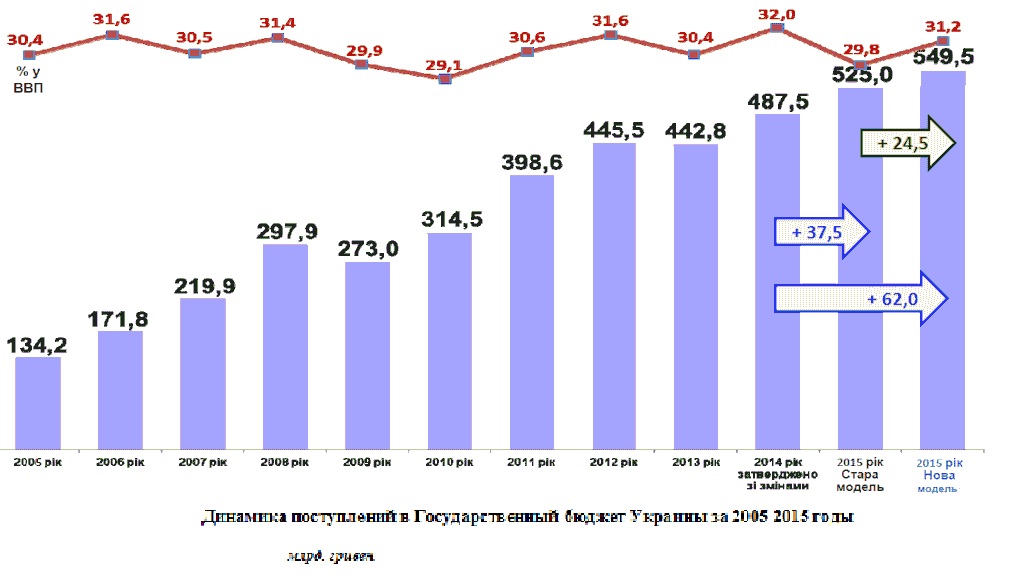 30,4 31,6 30,5 31,4 29,9 29,1 30,6 31,6 30,4 32,0 29,8 31,2
% у
ВВП
134,2 171,8 219,9 297,9 273,0 314,5 398,6 445,5 442,8 487,5 525,0 549,5
+ 24,5
+ 37,5
+ 62,0
2005 рік 2006 рік 2007 рік 2008 рік 2009 рік 2010 рік 2011 рік 2012 рік 2013 рік 2014 рік 2015 рік 2015 рік
затверджено Стара Нова
зі змінами модель модель
Динамика поступлений в Государственный бюджет Украины за 2005 2015 годы
млрд. гривен